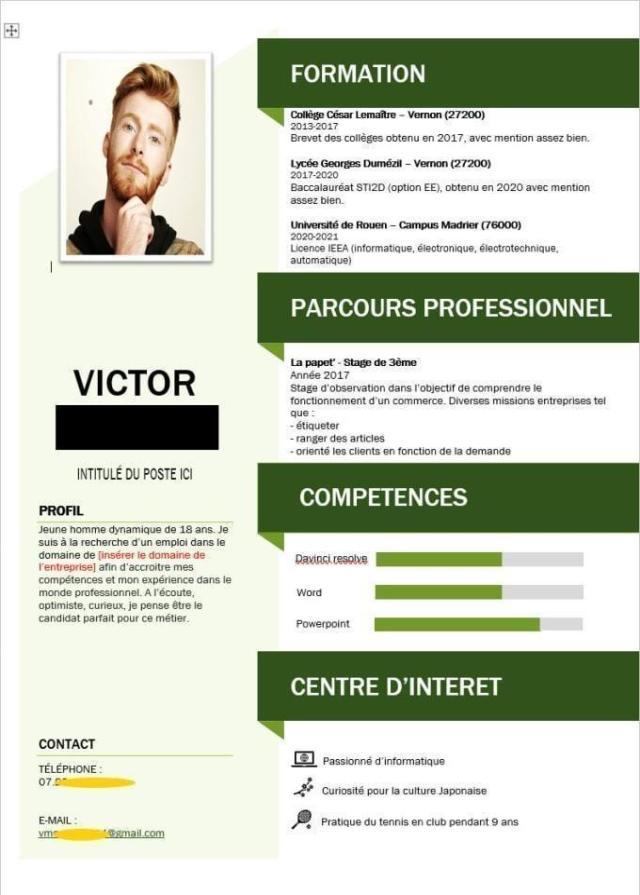 FORMATION
Collège César Lemaître – Vernon (27200)
2013-2017
Brevet des collèges obtenu en 2017, avec mention assez bien.
Lycée Georges Dumézil – Vernon (27200)
2017-2020
Baccalauréat STI2D (option EE), obtenu en 2020 avec mention
assez bien.
Université de Rouen – Campus Madrier (76000)
2020-2021
Licence IEEA (informatique, électronique, électrotechnique,
automatique)
PARCOURS PROFESSIONNEL
La papet' - Stage de 3ème
Année 2017
Stage d'observation dans l'objectif de comprendre le
fonctionnement d'un commerce. Diverses missions entreprises tel
que :
- étiqueter
- ranger des articles
- orienté les clients en fonction de la demande
COMPETENCES
Davinci resolve
Word
Powerpoint
CENTRE D'INTERET
Passionné d'informatique
Curiosité pour la culture Japonaise
Pratique du tennis en club pendant 9 ans
VICTOR
INTITULÉ DU POSTE ICI
PROFIL
Jeune homme dynamique de 18 ans. Je
suis à la recherche d'un emploi dans le
domaine de [insérer le domaine de
l'entreprise] afin d'accroitre mes
compétences et mon expérience dans le
monde professionnel. A l'écoute,
optimiste, curieux, je pense être le
candidat parfait pour ce métier.
CONTACT
TÉLÉPHONE :
07.
E-MAIL :
@gmail.com